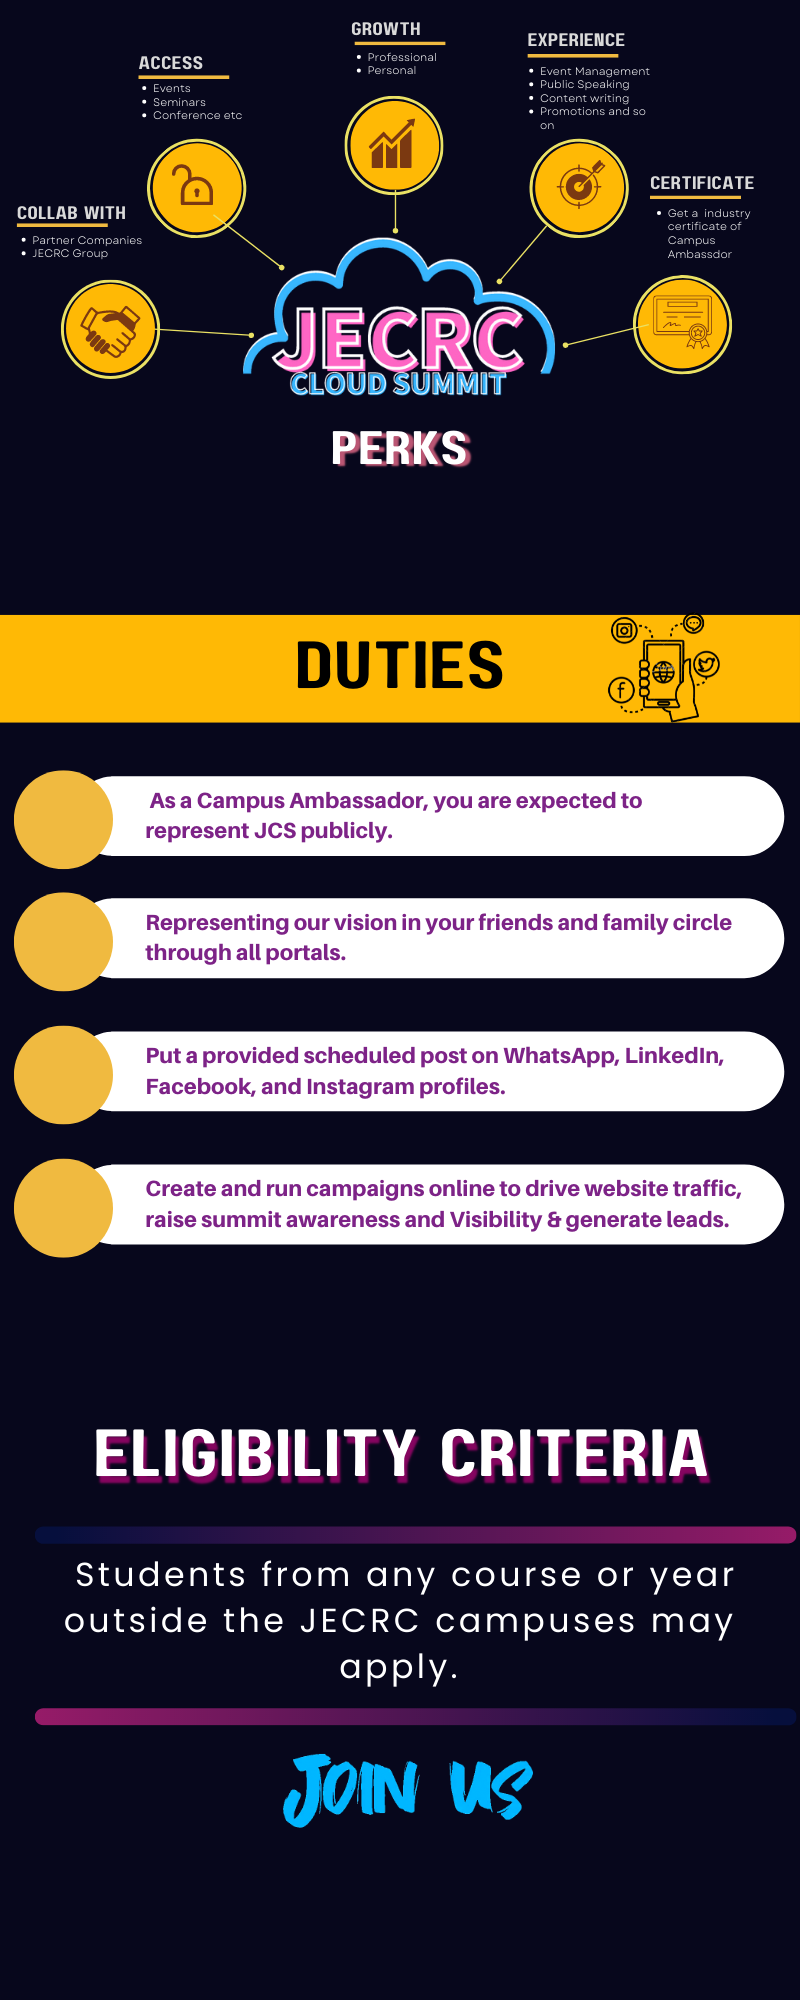 GROWTH
• Professional
• Personal
EXPERIENCE
• Event Management
• Public Speaking
• Content writing
• Promotions and so
on
ACCESS
• Events
• Seminars
• Conference etc
CERTIFICATE
• Get a industry
certificate of
Campus
Ambassdor
COLLAB WITH
• Partner Companies
• JECRC Group
JECRC
CLOUD SUMMIT
PERKS
DUTIES
As a Campus Ambassador, you are expected to
represent JCS publicly.
Representing our vision in your friends and family circle
through all portals.
Put a provided scheduled post on WhatsApp, LinkedIn,
Facebook, and Instagram profiles.
Create and run campaigns online to drive website traffic,
raise summit awareness and Visibility & generate leads.
ELIGIBILITY CRITERIA
Students from any course or year
outside the JECRC campuses may
apply.
JOIN US